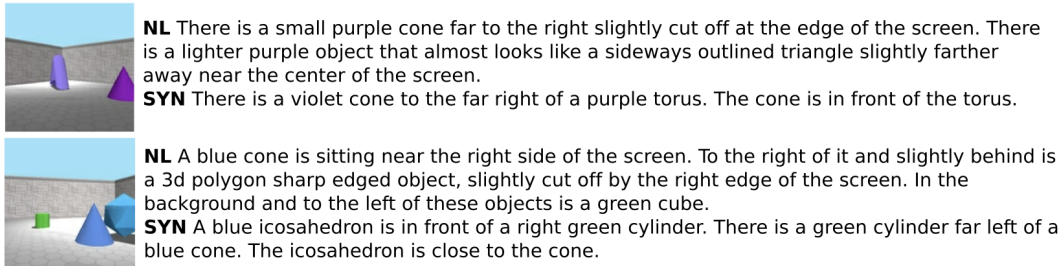 NL There is a small purple cone far to the right slightly cut off at the edge of the screen. There
is a lighter purple object that almost looks like a sideways outlined triangle slightly farther
away near the center of the screen.
SYN There is a violet cone to the far right of a purple torus. The cone is in front of the torus.
NL A blue cone is sitting near the right side of the screen. To the right of it and slightly behind is
a 3d polygon sharp edged object, slightly cut off by the right edge of the screen. In the
background and to the left of these objects is a green cube.
SYN A blue icosahedron is in front of a right green cylinder. There is a green cylinder far left of a
blue cone. The icosahedron is close to the cone.